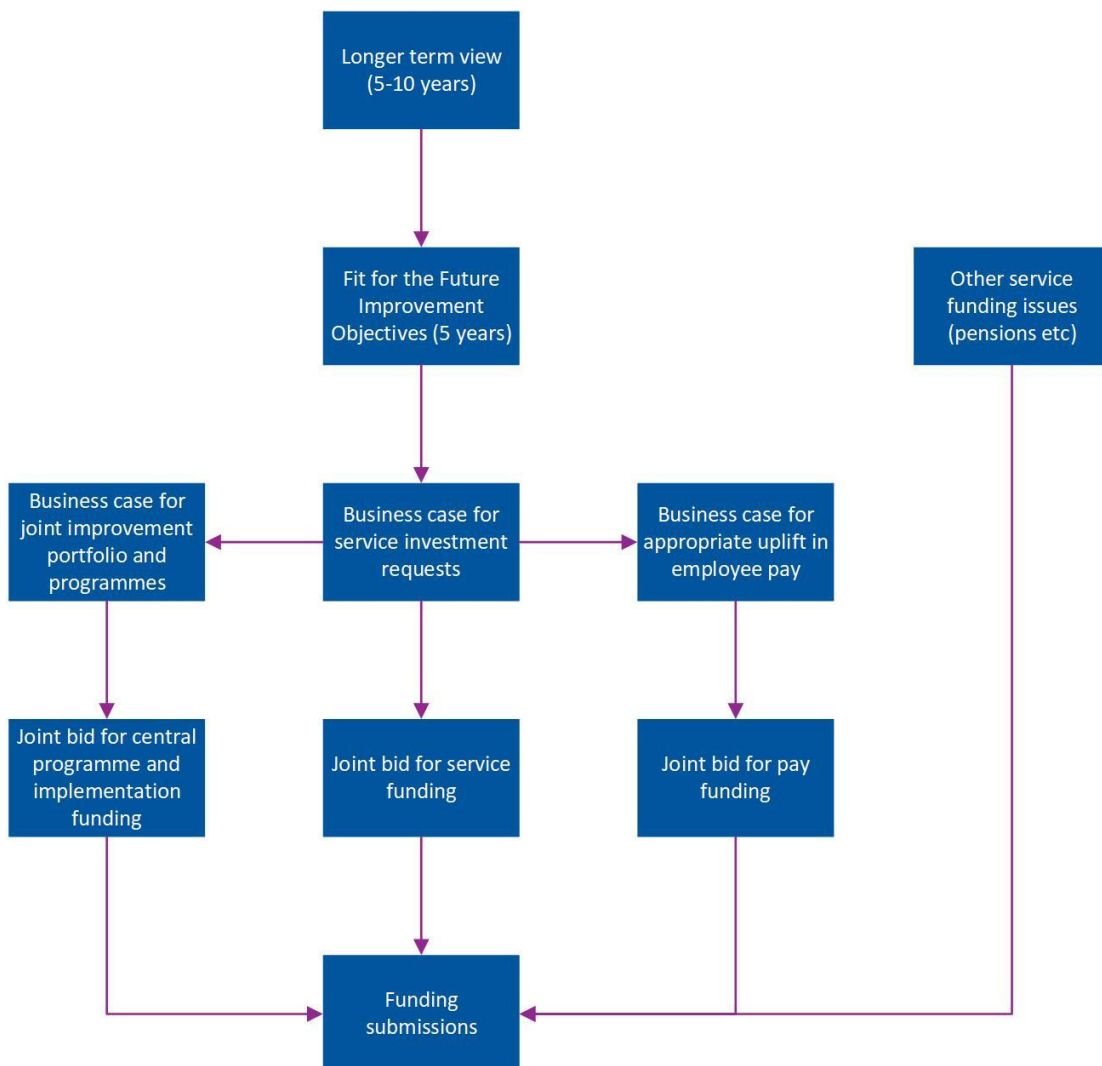 Longer term view
(5-10 years)
Fit for the Future
Improvement
Objectives (5 years)
Other service
funding issues
(pensions etc)
Business case for
joint improvement
portfolio and
programmes
Business case for
service investment
requests
Business case for
appropriate uplift in
employee pay
Joint bid for central
programme and
implementation
funding
Joint bid for service
funding
Joint bid for pay
funding
Funding
submissions